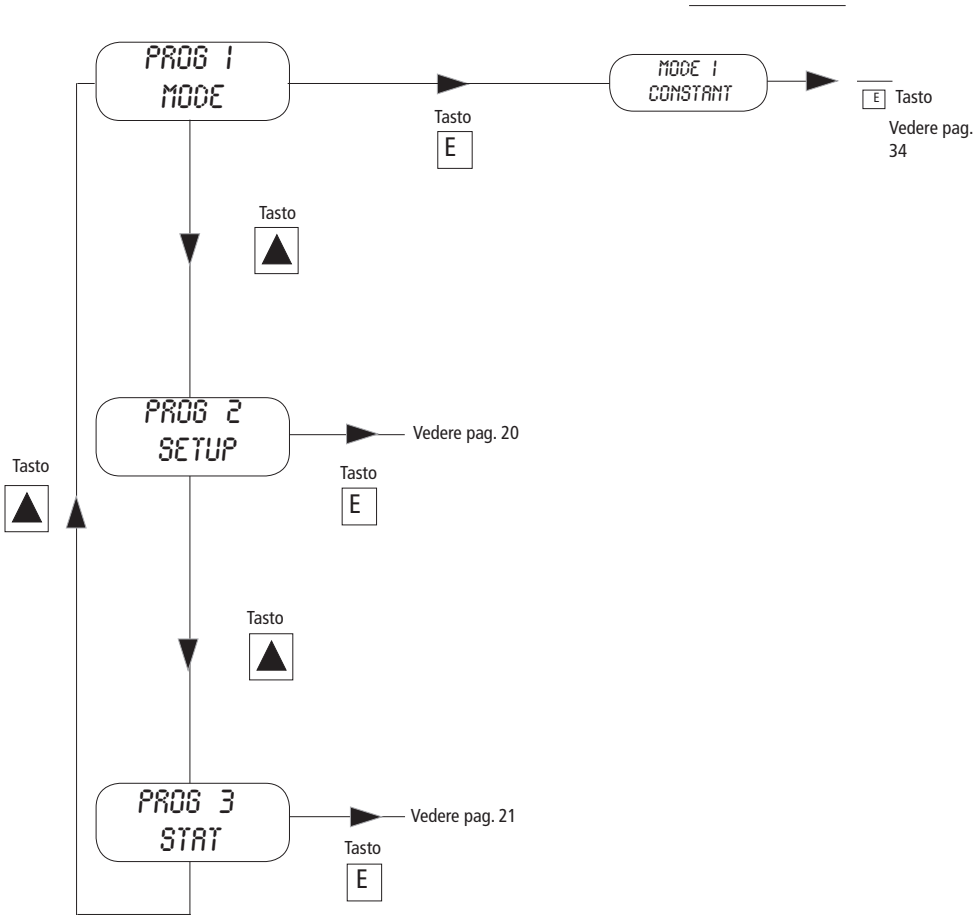 PROG 1
MODE
MODE 1
CONSTANT
Tasto
E
E Tasto
Vedere pag.
34
Tasto
PROG 2
SETUP
Vedere pag. 20
Tasto
Tasto
E
Tasto
PROG 3
STAT
Vedere pag. 21
Tasto
E